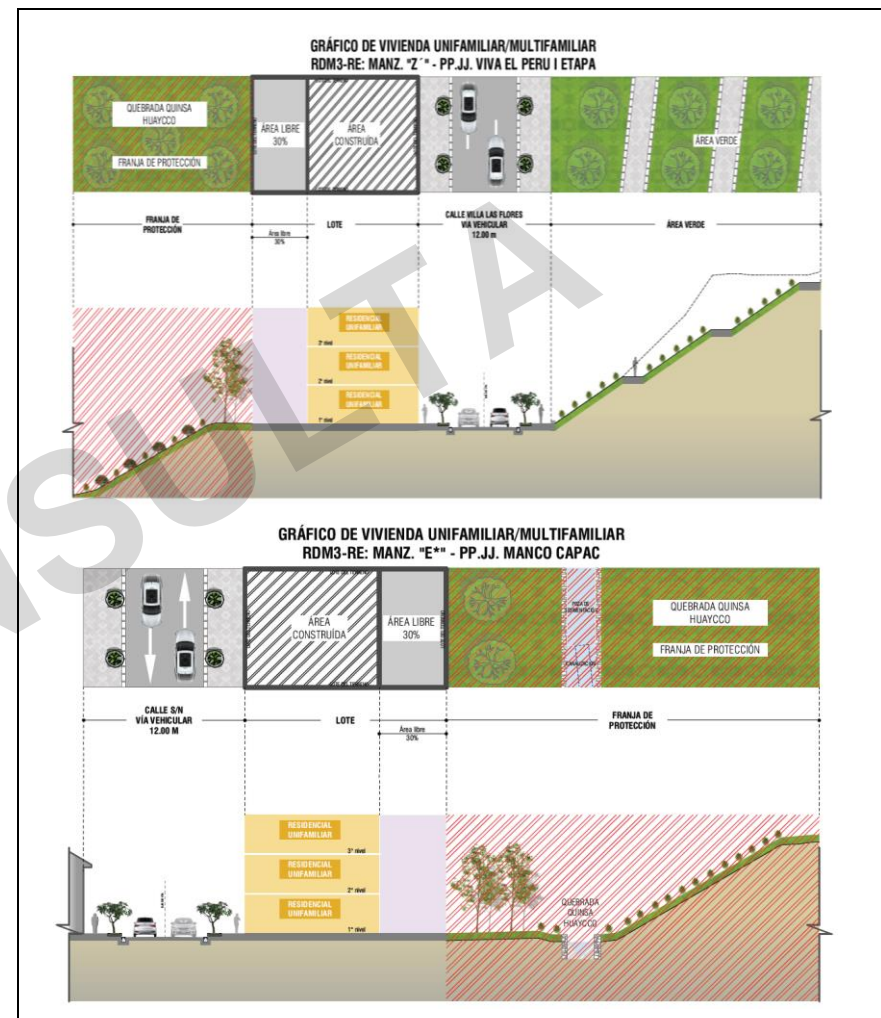 GRÁFICO DE VIVIENDA UNIFAMILIAR/MULTIFAMILIAR
RDM3-RE: MANZ. "Z´" - PP.JJ. VIVA EL PERU I ETAPA
QUEBRADA QUINSA
HUAYCCO
FRANJA DE PROTECCIÓN
ÁREA LIBRE
30%
ÁREA
CONSTRUÍDA
ÁREA VERDE
FRANJA DE
PROTECCIÓN
LOTE
CALLE VILLA LAS FLORES
VIA VEHICULAR
12.00 m
ÁREA VERDE
Área libre
30%
RESIDENCIAL
UNIFAMILIAR
3° nivel
RESIDENCIAL
UNIFAMILIAR
2° nivel
RESIDENCIAL
UNIFAMILIAR
1° nivel
NSULTA
GRÁFICO DE VIVIENDA UNIFAMILIAR/MULTIFAMILIAR
RDM3-RE: MANZ. "E*" - PP.JJ. MANCO CAPAC
ÁREA
CONSTRUÍDA
ÁREA LIBRE
30%
QUEBRADA QUINSA
HUAYCCO
FRANJA DE PROTECCIÓN
CALLE S/N
VÍA VEHICULAR
12.00 M
LOTE
FRANJA DE
PROTECCIÓN
Área libre
30%
RESIDENCIAL
UNIFAMILIAR
3° nivel
RESIDENCIAL
UNIFAMILIAR
2° nivel
RESIDENCIAL
UNIFAMILIAR
1° nivel
QUEBRADA
QUINSA
HUAYCCO